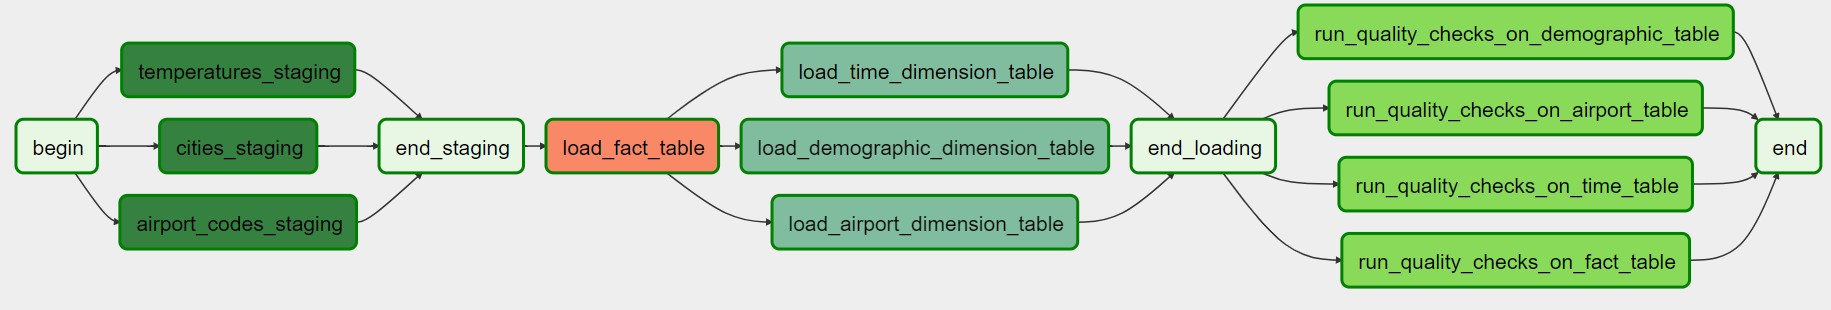 begin
temperatures_staging
cities_staging
airport_codes_staging
end_staging
load_fact_table
load_time_dimension_table
load_demographic_dimension_table
load_airport_dimension_table
end_loading
run_quality_checks_on_demographic_table
run_quality_checks_on_airport_table
run_quality_checks_on_time_table
run_quality_checks_on_fact_table
end